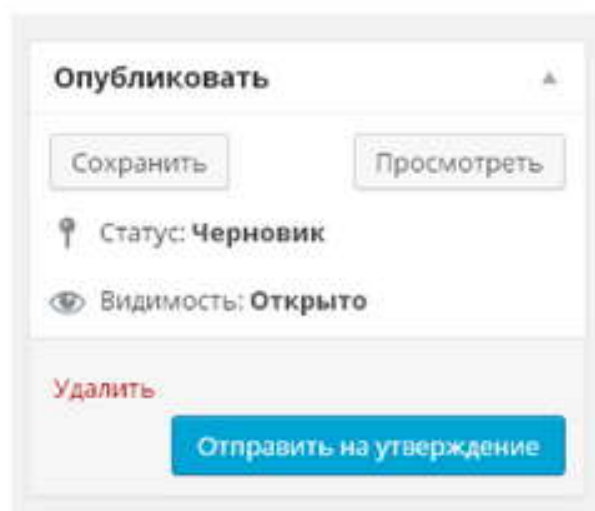 Опубликовать
Сохранить Просмотреть
Статус: Черновик
Видимость: Открыто
Удалить
Отправить на утверждение